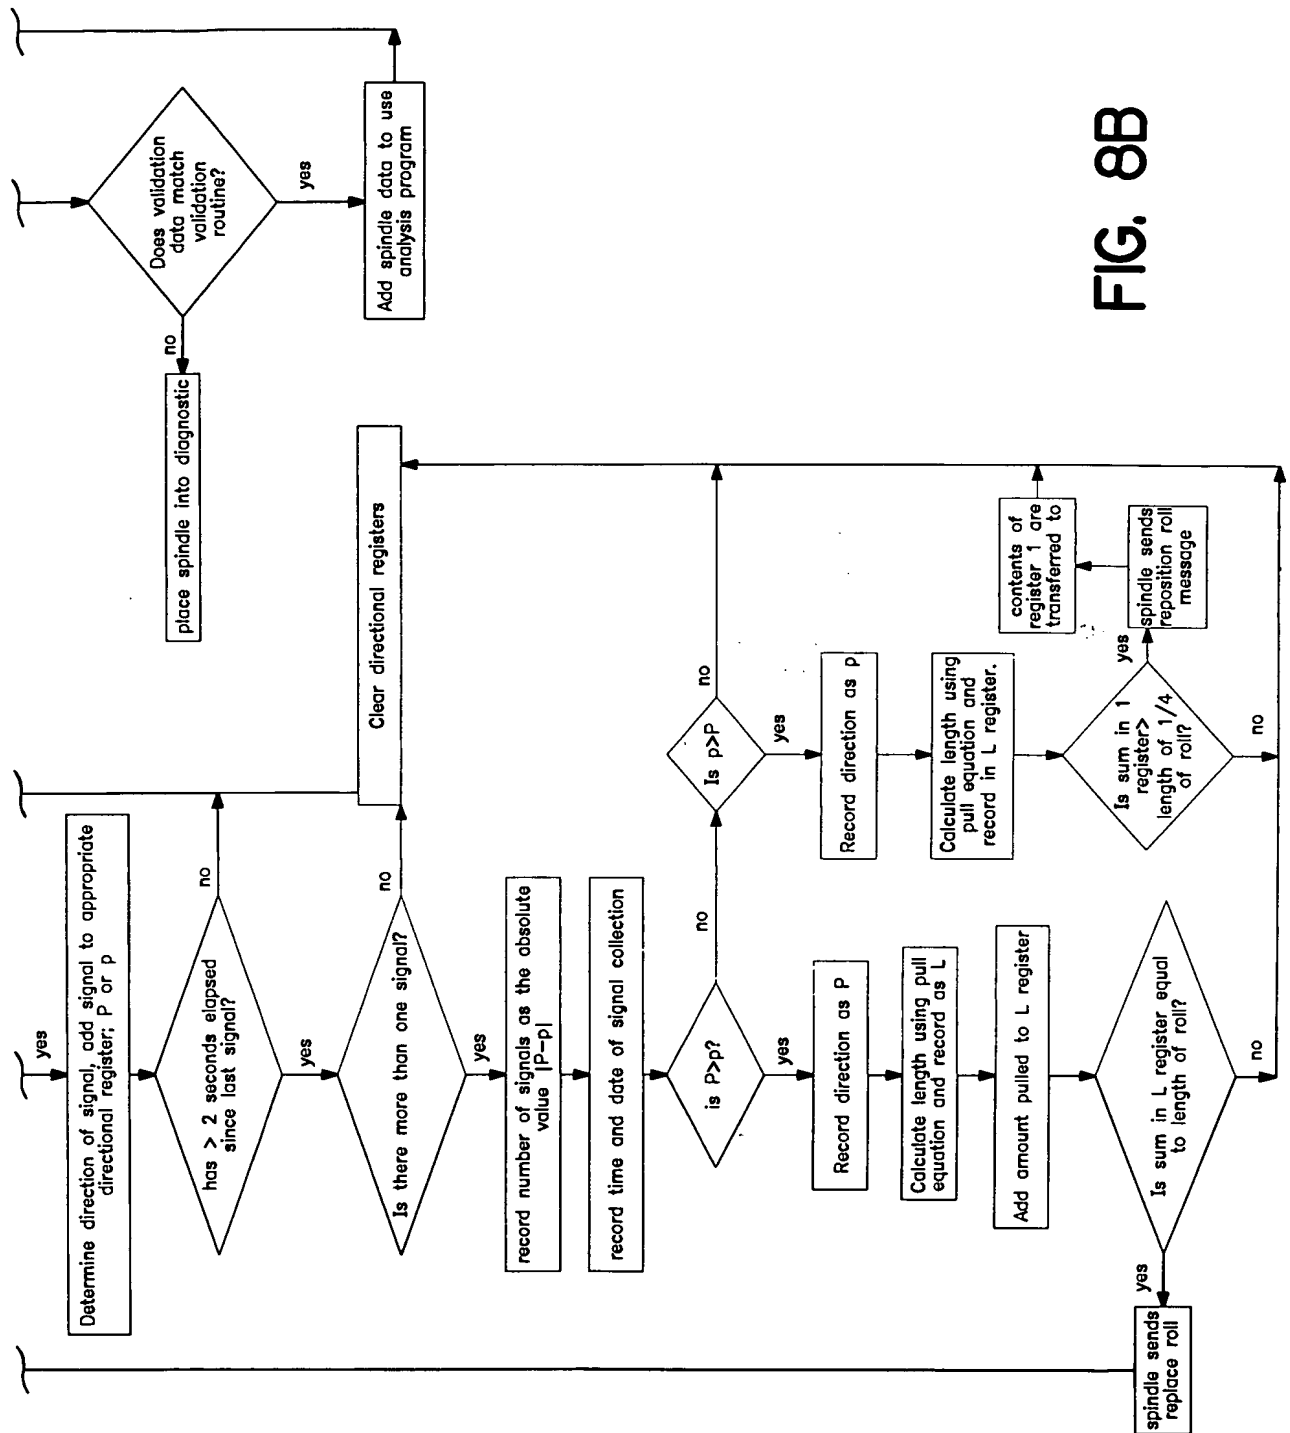 yes
Determine direction of signal, add signal to appropriate
directional register; P or p
has > 2 seconds elapsed
since last signal?
no
yes
Is there more than one signal?
no
yes
Clear directional registers
record number of signals as the absolute
value |P-p|
record time and date of signal collection
is P>p?
no
yes
Is p>P
no
yes
Record direction as P
Calculate length using pull
equation and record as L
Add amount pulled to L register
Is sum in L register equal
to length of roll?
yes
no
spindle sends
replace roll
Record direction as p
Calculate length using
pull equation and
record in L register.
Is sum in 1
register>
length of 1/4
of roll?
yes
no
spindle sends
reposition roll
message
contents of
register 1 are
transferred to
Does validation
data match
validation
routine?
no
yes
place spindle into diagnostic
Add spindle data to use
analysis program
FIG. 8B